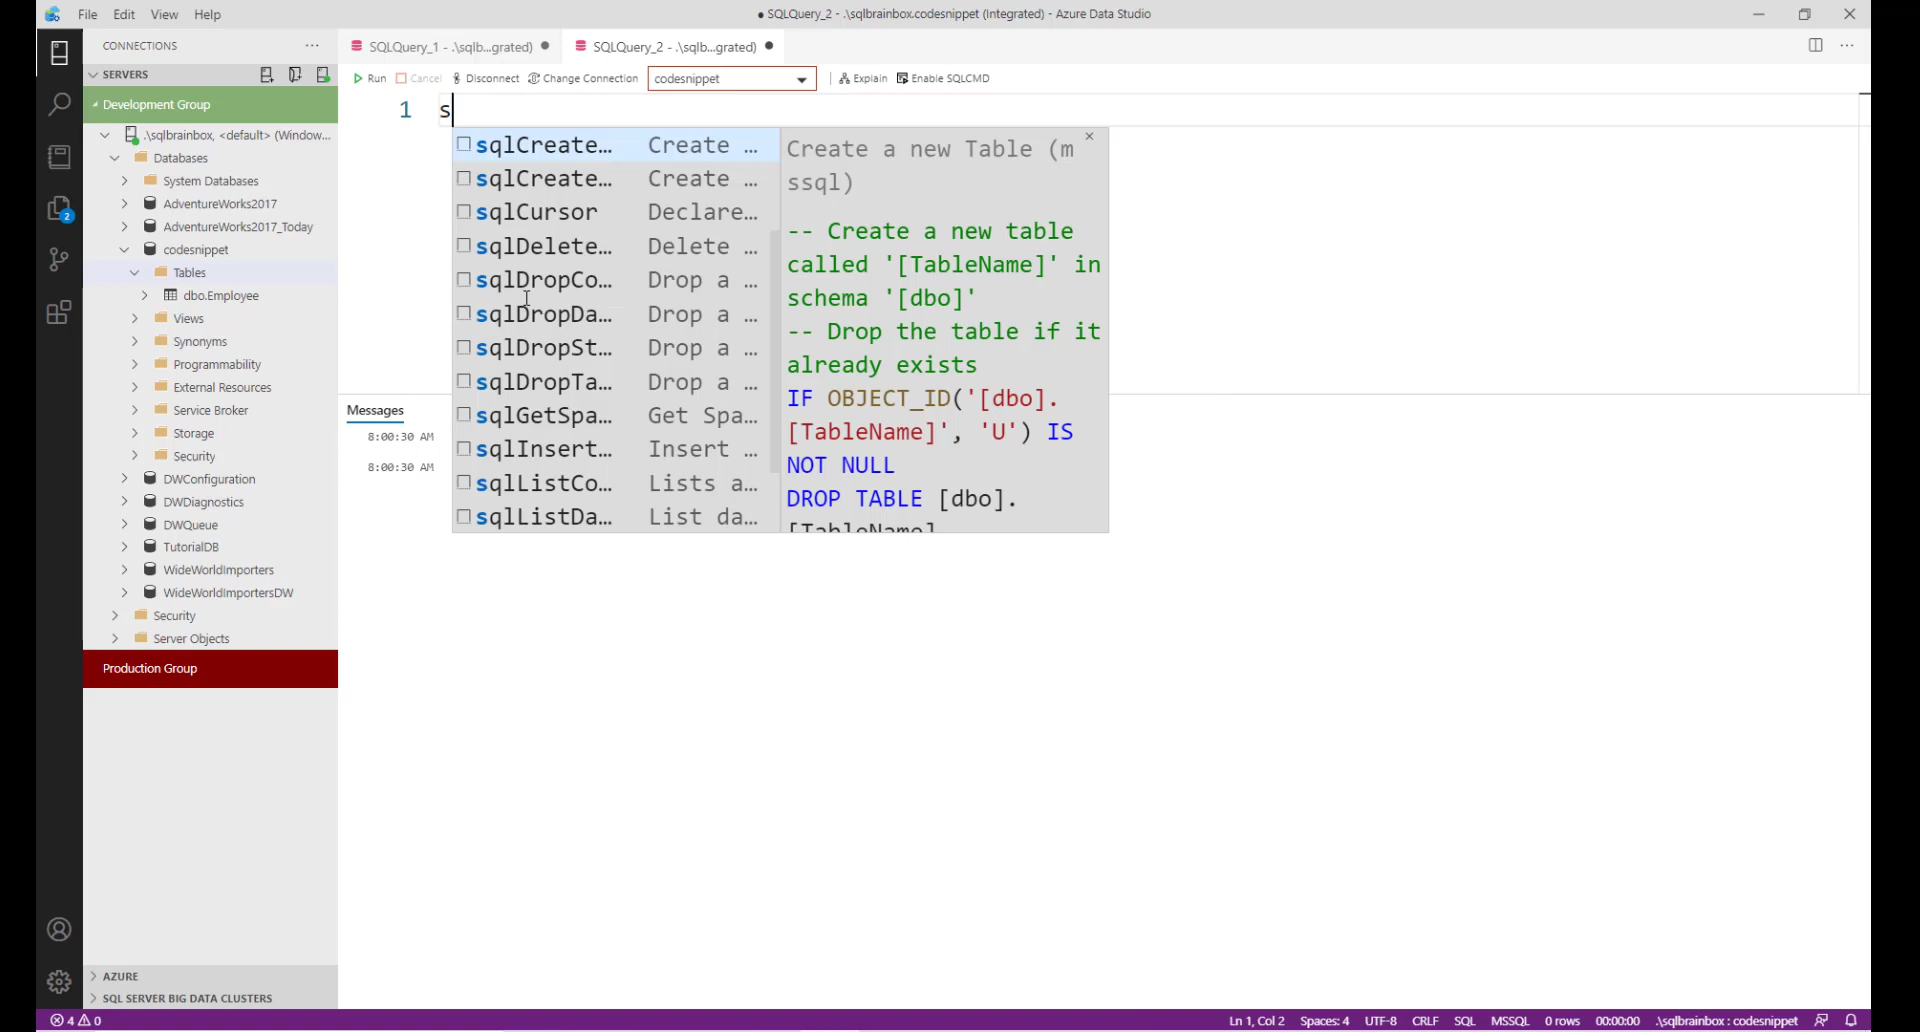 File Edit View Help
● SQLQuery_2 - .\sqlbrainbox.codesnippet (Integrated) - Azure Data Studio
CONNECTIONS ···
SERVERS
Development Group
.\sqlbrainbox, <default> (Window...
Databases
System Databases
AdventureWorks2017
AdventureWorks2017_Today
codesnippet
Tables
dbo.Employee
Views
Synonyms
Programmability
External Resources
Service Broker
Storage
Security
DWConfiguration
DWDiagnostics
DWQueue
TutorialDB
WideWorldImporters
WideWorldImportersDW
Security
Server Objects
Production Group
AZURE
SQL SERVER BIG DATA CLUSTERS
2
SQLQuery_1 - .\sqlb...grated) ●
SQLQuery_2 - .\sqlb...grated) ●
Run Cancel Disconnect Change Connection codesnippet Explain Enable SQLCMD
1 s
sqlCreate… Create …
sqlCreate… Create …
sqlCursor Declare…
sqlDelete… Delete …
sqlDropCo… Drop a …
sqlDropDa… Drop a …
sqlDropSt… Drop a …
sqlDropTa… Drop a …
sqlGetSpa… Get Spa…
sqlInsert… Insert …
sqlListCo… Lists a…
sqlListDa… List da…
Create a new Table (m
ssql)
-- Create a new table
called '[TableName]' in
schema '[dbo]'
-- Drop the table if it
already exists
IF OBJECT_ID('[dbo].
[TableName]', 'U') IS
NOT NULL
DROP TABLE [dbo].
[TableName]
Messages
8:00:30 AM
8:00:30 AM
4 0
Ln 1, Col 2 Spaces: 4 UTF-8 CRLF SQL MSSQL 0 rows 00:00:00 .\sqlbrainbox : codesnippet